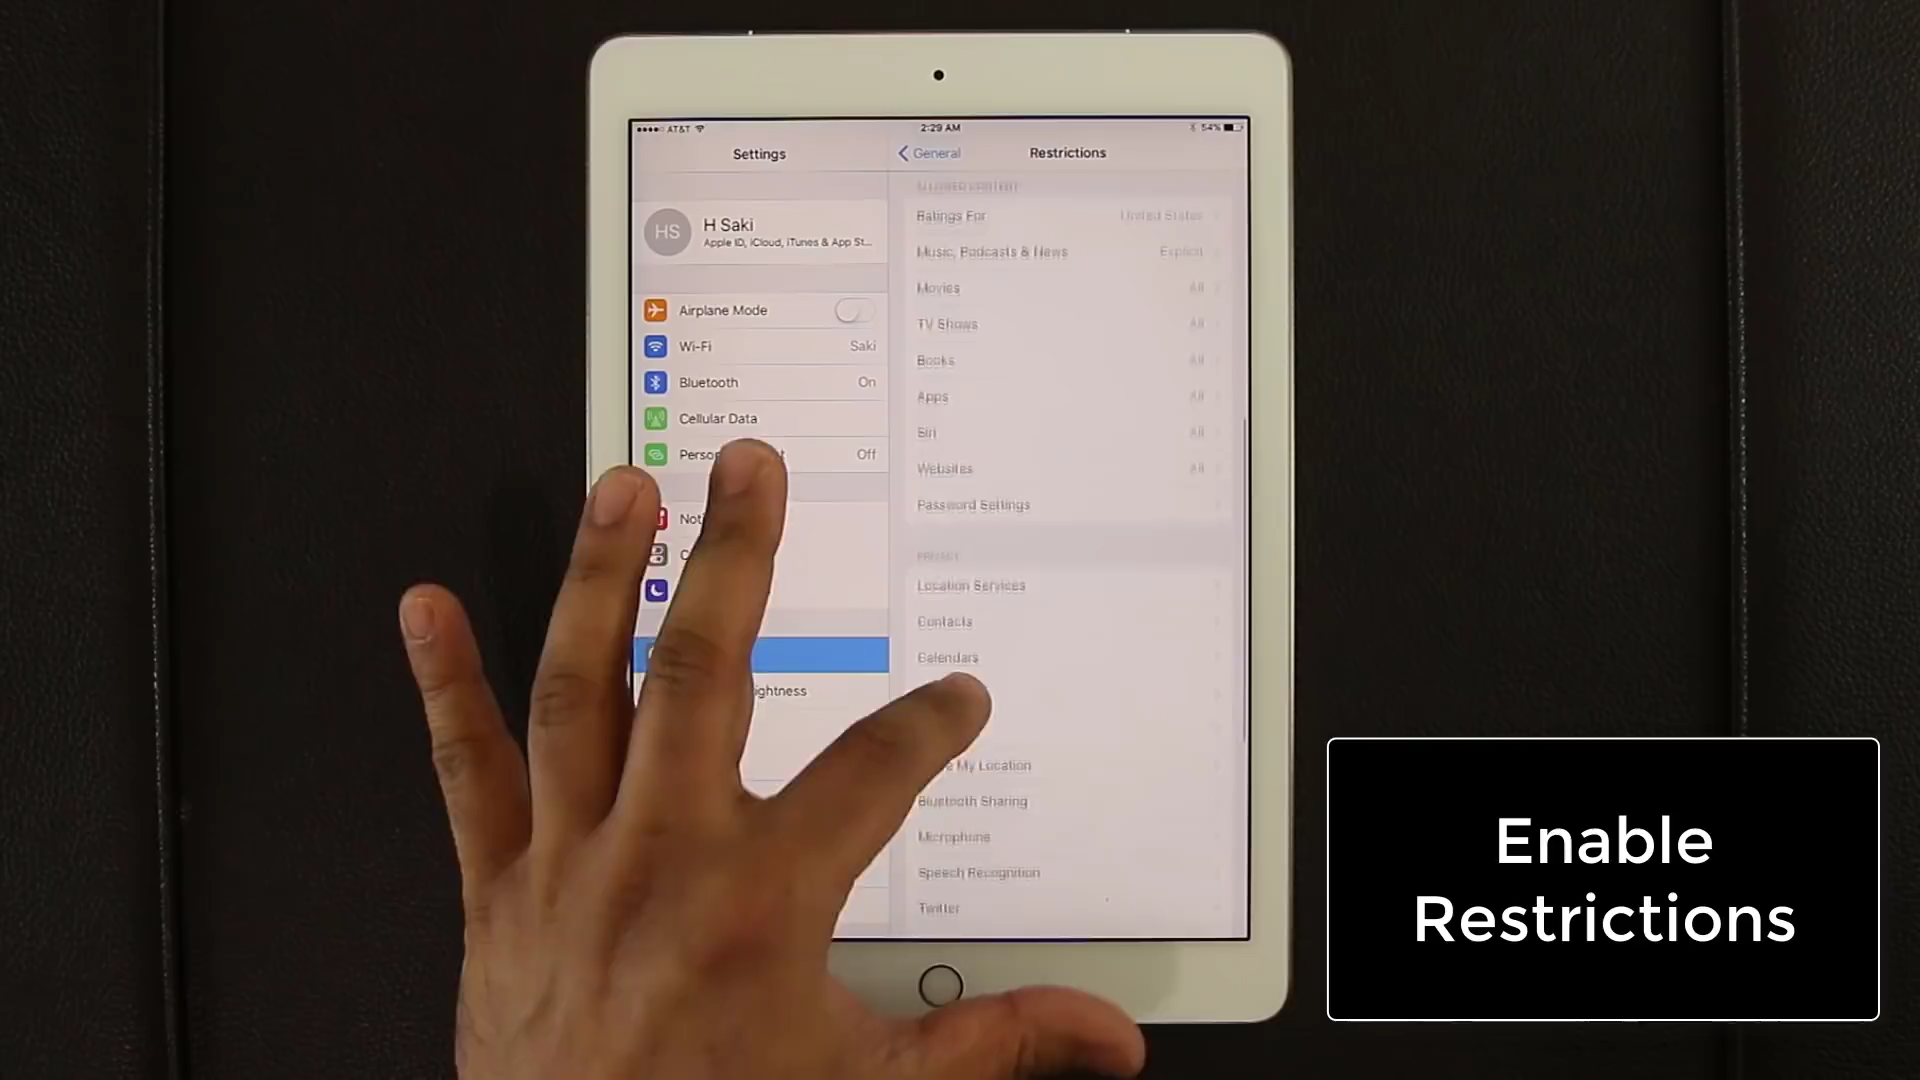 AT&T
2:29 AM
54%
Settings
General
Restrictions
HS
H Saki
Apple ID, iCloud, iTunes & App St...
Airplane Mode
Wi-Fi
Saki
Bluetooth
On
Cellular Data
Off
ALLOWED CONTENT
Ratings For
United States
Music, Podcasts & News
Explicit
Movies
All
TV Shows
All
Books
All
Apps
All
Siri
All
Websites
All
Password Settings
PRIVACY
Location Services
Contacts
Calendars
My Location
Bluetooth Sharing
Microphone
Speech Recognition
Twitter
Enable
Restrictions